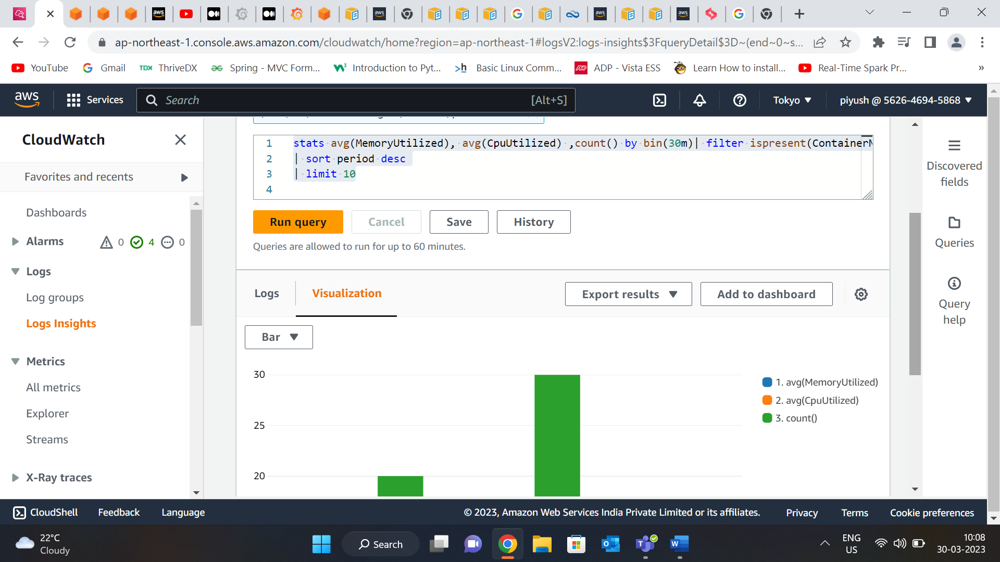 ap-northeast-1.console.aws.amazon.com/cloudwatch/home?region=ap-northeast-1#logsV2:logs-insights$3FqueryDetail$3D~(end~0~s...
YouTube
Gmail
TDX ThriveDX
Spring - MVC Form...
Introduction to Pyt...
>h Basic Linux Comm...
ADP ADP - Vista ESS
Learn How to install...
Real-Time Spark Pr...
»
aws
Services
Search
[Alt+S]
Tokyo
piyush @ 5626-4694-5868
CloudWatch
Favorites and recents
Dashboards
Alarms 0 4 0
Logs
Log groups
Logs Insights
Metrics
All metrics
Explorer
Streams
X-Ray traces
1 stats avg(MemoryUtilized), avg(CpuUtilized) ,count() by bin(30m)| filter ispresent(ContainerN
2 | sort period desc
3 | limit 10
4
Run query
Cancel
Save
History
Queries are allowed to run for up to 60 minutes.
Logs
Visualization
Export results
Add to dashboard
Bar
30
25
20
1. avg(MemoryUtilized)
2. avg(CpuUtilized)
3. count()
Discovered
fields
Queries
Query
help
CloudShell
Feedback
Language
© 2023, Amazon Web Services India Private Limited or its affiliates.
Privacy
Terms
Cookie preferences
22°C
Cloudy
Search
ENG
US
10:08
30-03-2023